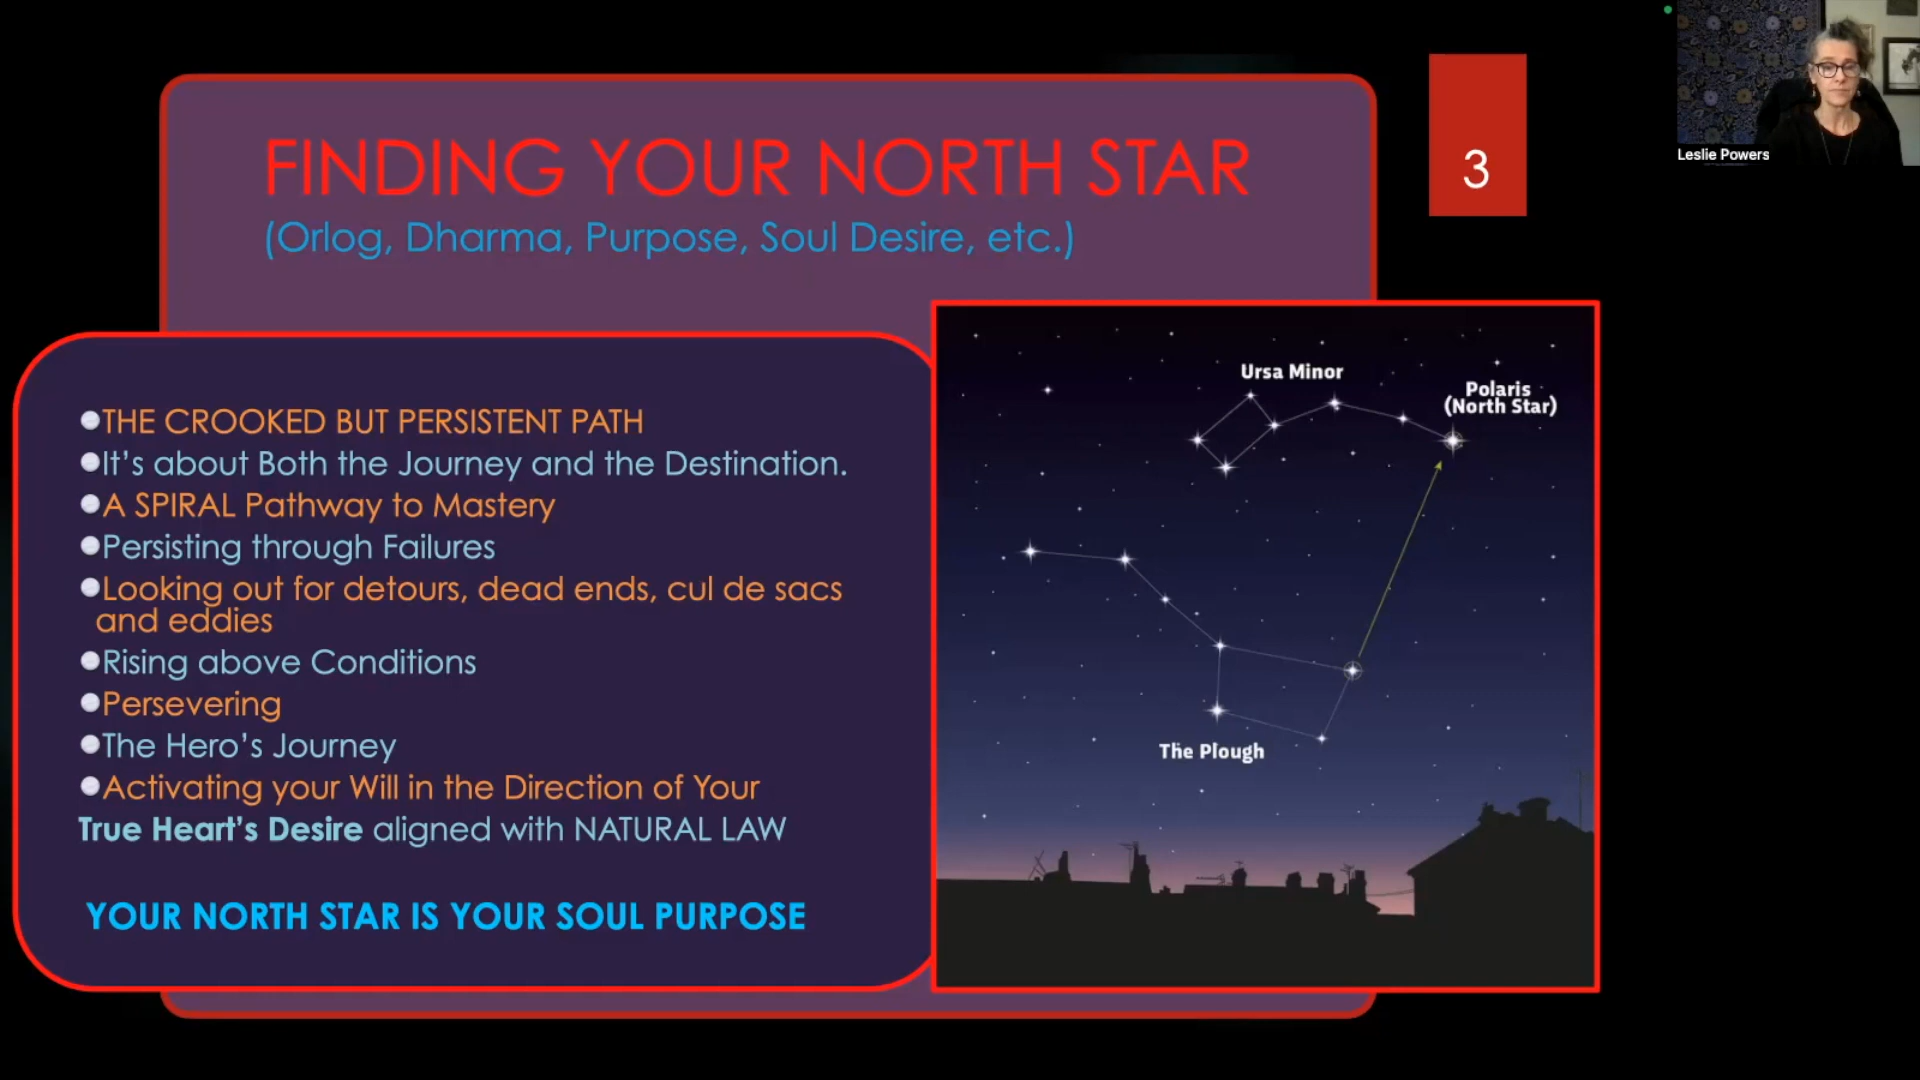 FINDING YOUR NORTH STAR
(Orlog, Dharma, Purpose, Soul Desire, etc.)
3
Leslie Powers
THE CROOKED BUT PERSISTENT PATH
It's about Both the Journey and the Destination.
A SPIRAL Pathway to Mastery
Persisting through Failures
Looking out for detours, dead ends, cul de sacs
and eddies
Rising above Conditions
Persevering
The Hero's Journey
Activating your Will in the Direction of Your
True Heart's Desire aligned with NATURAL LAW
YOUR NORTH STAR IS YOUR SOUL PURPOSE
Ursa Minor
Polaris
(North Star)
The Plough